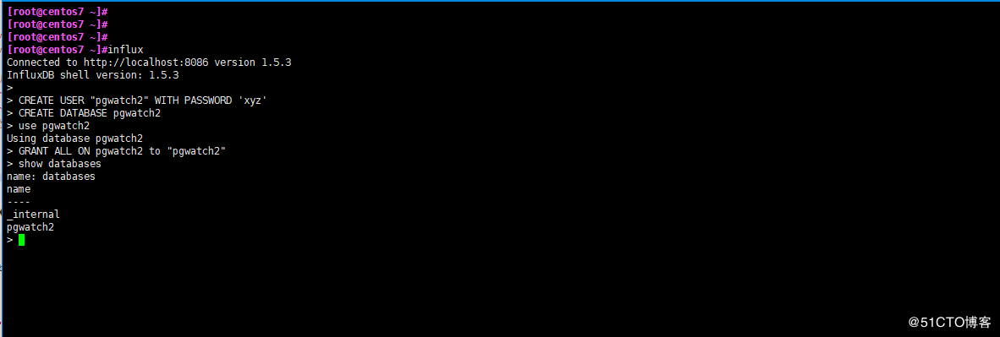 [root@centos7 ~]#
[root@centos7 ~]#
[root@centos7 ~]#
[root@centos7 ~]#influx
Connected to http://localhost:8086 version 1.5.3
InfluxDB shell version: 1.5.3
>
> CREATE USER "pgwatch2" WITH PASSWORD 'xyz'
> CREATE DATABASE pgwatch2
> use pgwatch2
Using database pgwatch2
> GRANT ALL ON pgwatch2 to "pgwatch2"
> show databases
name: databases
name
----
_internal
pgwatch2
>
@51CTO博客